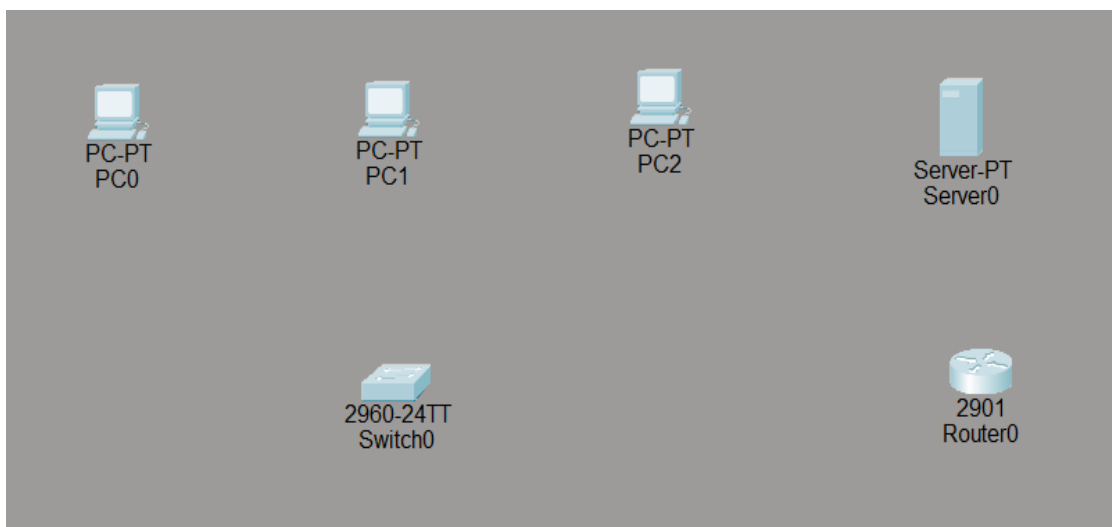 PC-PT
PC0
PC-PT
PC1
PC-PT
PC2
Server-PT
Server0
2960-24TT
Switch0
2901
Router0